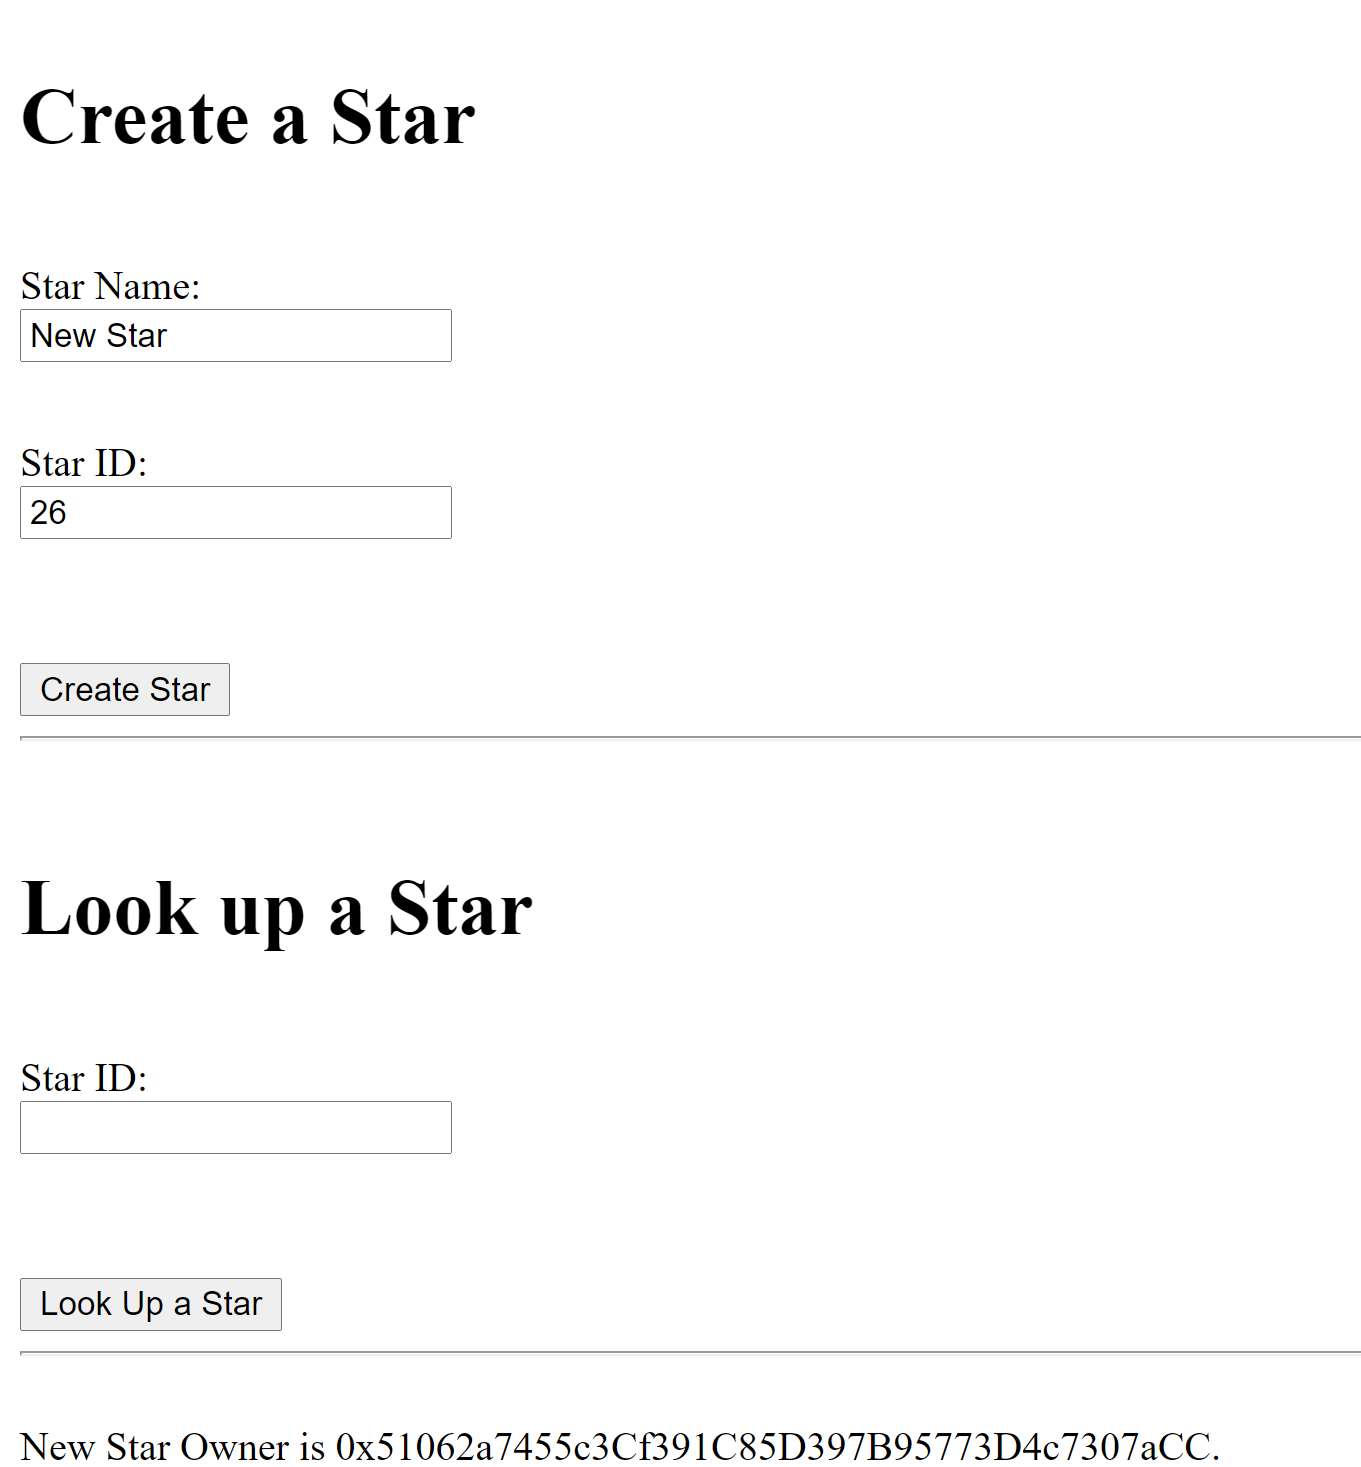 Create a Star
Star Name:
New Star
Star ID:
26
Create Star
Look up a Star
Star ID:
Look Up a Star
New Star Owner is 0x51062a7455c3Cf391C85D397B95773D4c7307aCC.